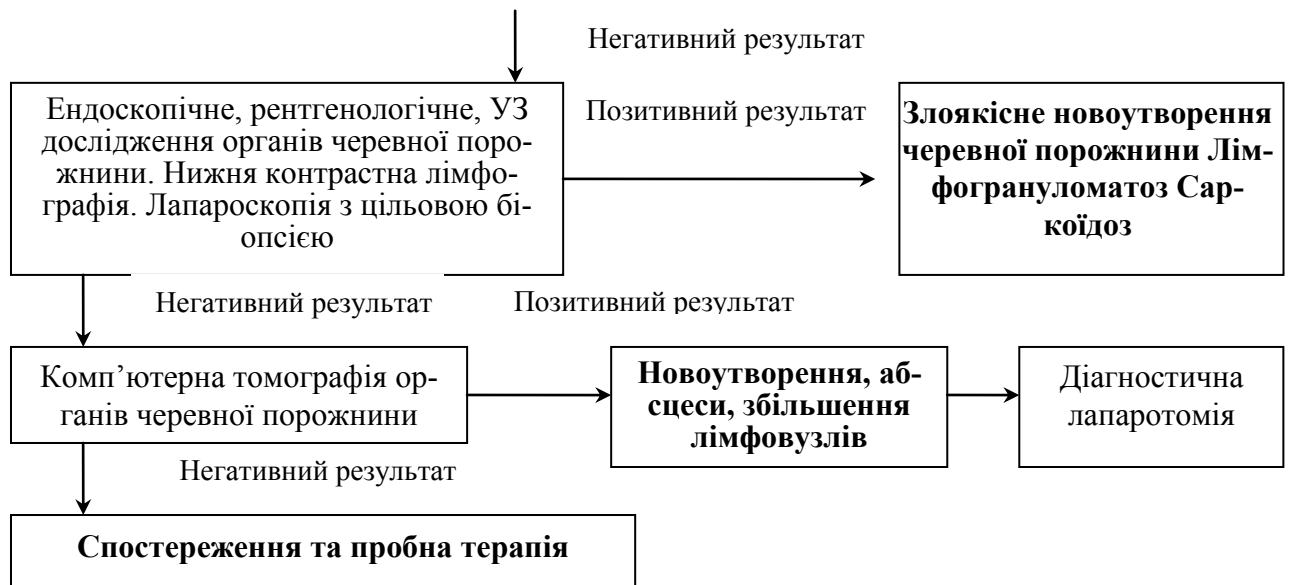 Негативний результат
Ендоскопічне, рентгенологічне, УЗ
дослідження органів черевної поро-
жнини. Нижня контрастна лімфо-
графія. Лапароскопія з цільовою бі-
опсією
Позитивний результат
Злоякісне новоутворення
черевної порожнини Лім-
фогрануломатоз Сар-
коїдоз
Негативний результат
Позитивний результат
Комп’ютерна томографія ор-
ганів черевної порожнини
Новоутворення, аб-
сцеси, збільшення
лімфовузлів
Діагностична
лапаротомія
Негативний результат
Спостереження та пробна терапія